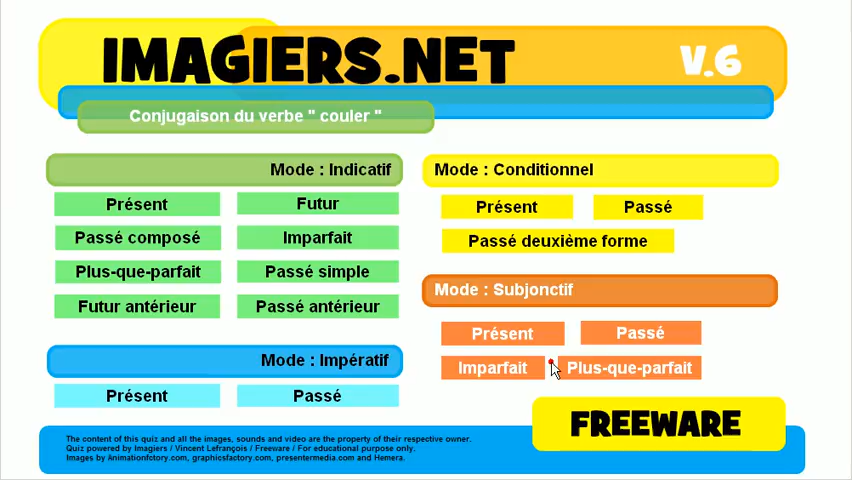 IMAGIERS.NET
V.6
Conjugaison du verbe " couler "
Mode : Indicatif
Présent
Futur
Passé composé
Imparfait
Plus-que-parfait
Passé simple
Futur antérieur
Passé antérieur
Mode : Impératif
Présent
Passé
Mode : Conditionnel
Présent
Passé
Passé deuxième forme
Mode : Subjonctif
Présent
Passé
Imparfait
Plus-que-parfait
FREEWARE
The content of this quiz and all the images, sounds and video are the property of their respective owner.
Quiz powered by Imagiers / Vincent Lefrançois / Freeware / For educational purpose only.
Images by Animationfctory.com, graphicsfactory.com, presentermedia.com and Hemera.